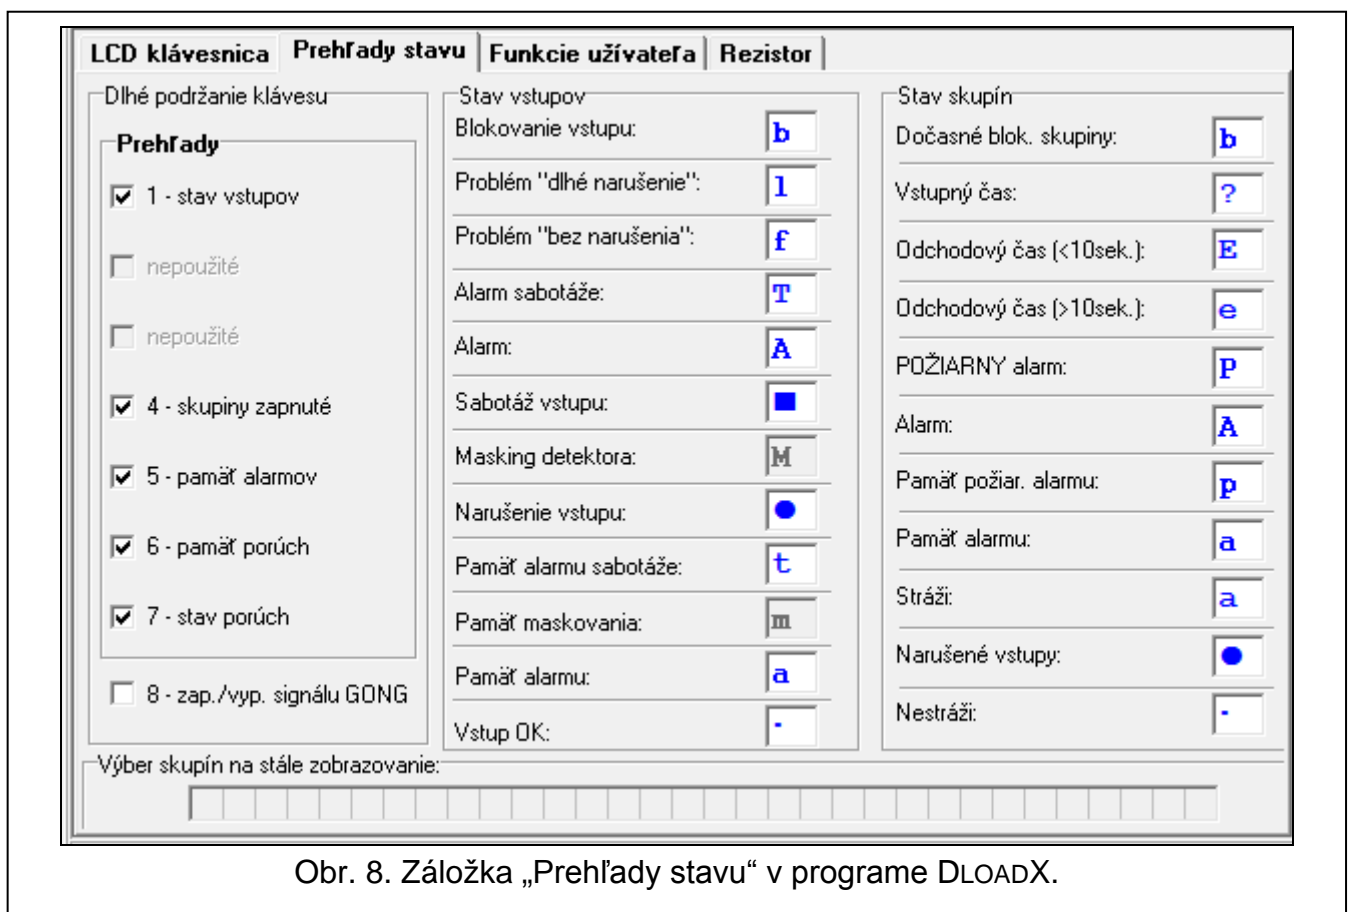 LCD klávesnica Prehľady stavu Funkcie užívateľa Rezistor
Dlhé podržanie klávesu
Prehľady
1 - stav vstupov
nepoužité
nepoužité
4 - skupiny zapnuté
5 - pamäť alarmov
6 - pamäť porúch
7 - stav porúch
8 - zap./vyp. signálu GONG
Stav vstupov
Blokovanie vstupu: b
Problém "dlhé narušenie": l
Problém "bez narušenia": f
Alarm sabotáže: T
Alarm: A
Sabotáž vstupu: ■
Masking detektora: M
Narušenie vstupu: ●
Pamäť alarmu sabotáže: t
Pamäť maskovania: m
Pamäť alarmu: a
Vstup OK: -
Stav skupín
Dočasné blok. skupiny: b
Vstupný čas: ?
Odchodový čas (<10sek.): E
Odchodový čas (>10sek.): e
POŽIARNY alarm: P
Alarm: A
Pamäť požiar. alarmu: p
Pamäť alarmu: a
Stráži: a
Narušené vstupy: ●
Nestráži: -
Výber skupín na stále zobrazovanie:
Obr. 8. Záložka „Prehľady stavu“ v programe DLOADX.